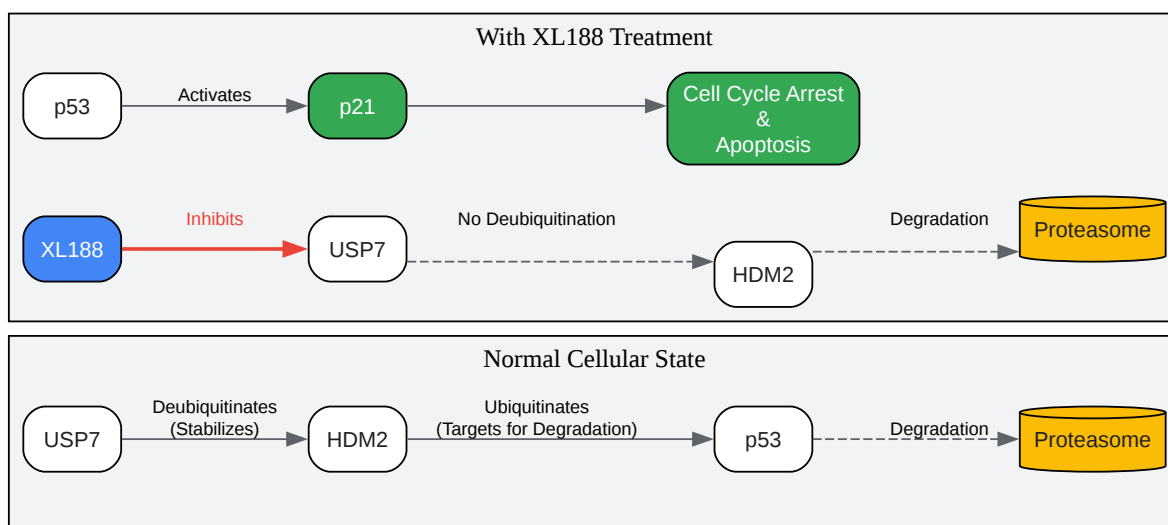 With XL188 Treatment
p53
Activates
p21
Cell Cycle Arrest
&
Apoptosis
XL188
Inhibits
USP7
No Deubiquitination
HDM2
Degradation
Proteasome
Normal Cellular State
USP7
Deubiquitinates
(Stabilizes)
HDM2
Ubiquitinates
(Targets for Degradation)
p53
Degradation
Proteasome